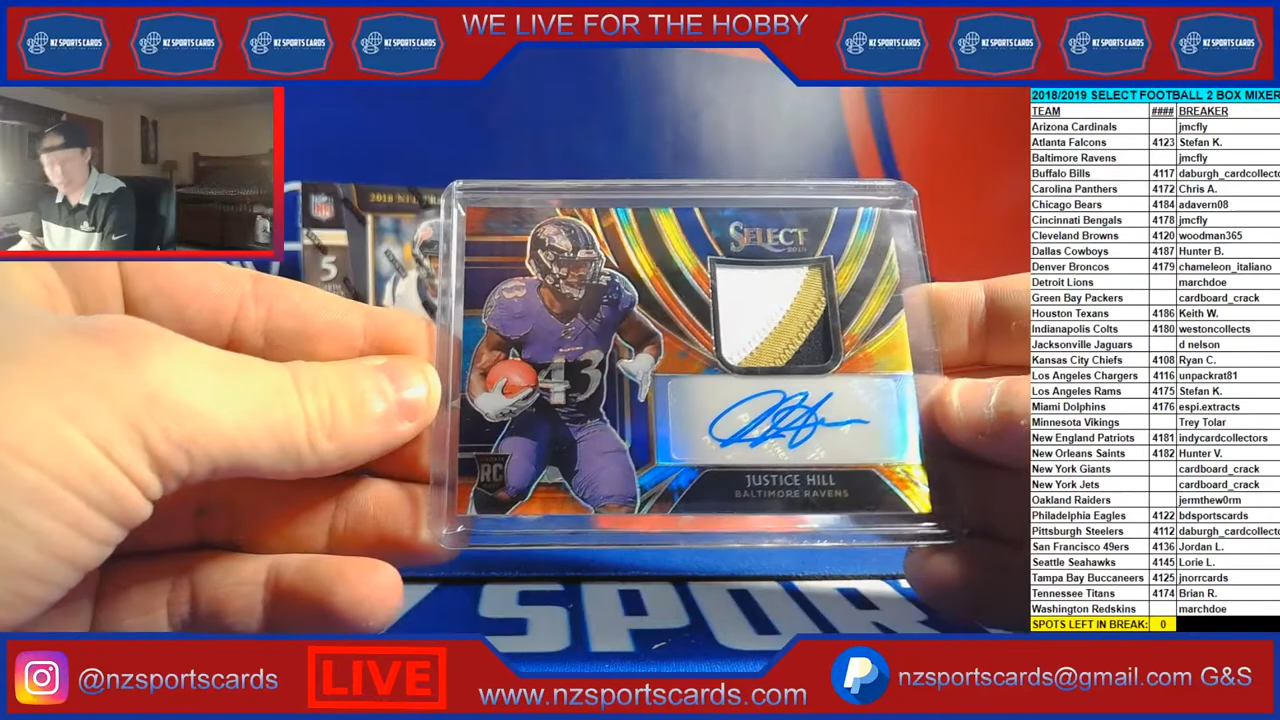 WE LIVE FOR THE HOBBY
NZ SPORTS CARDS
NZ SPORTS CARDS
NZ SPORTS CARDS
NZ SPORTS CARDS
NZ SPORTS CARDS
NZ SPORTS CARDS
NZ SPORTS CARDS
NZ SPORTS CARDS
2018 NFL
NFL
5
SELECT
2019
43
RC
JUSTICE HILL
BALTIMORE RAVENS
SPOR
2018/2019 SELECT FOOTBALL 2 BOX MIXER
TEAM #### BREAKER
Arizona Cardinals jmcfly
Atlanta Falcons 4123 Stefan K.
Baltimore Ravens jmcfly
Buffalo Bills 4117 daburgh_cardcollecto
Carolina Panthers 4172 Chris A.
Chicago Bears 4184 adavern08
Cincinnati Bengals 4178 jmcfly
Cleveland Browns 4120 woodman365
Dallas Cowboys 4187 Hunter B.
Denver Broncos 4179 chameleon_italiano
Detroit Lions marchdoe
Green Bay Packers cardboard_crack
Houston Texans 4186 Keith W.
Indianapolis Colts 4180 westoncollects
Jacksonville Jaguars d nelson
Kansas City Chiefs 4108 Ryan C.
Los Angeles Chargers 4116 unpackrat81
Los Angeles Rams 4175 Stefan K.
Miami Dolphins 4176 espi.extracts
Minnesota Vikings Trey Tolar
New England Patriots 4181 indycardcollectors
New Orleans Saints 4182 Hunter V.
New York Giants cardboard_crack
New York Jets cardboard_crack
Oakland Raiders jermthew0rm
Philadelphia Eagles 4122 bdsportscards
Pittsburgh Steelers 4112 daburgh_cardcollecto
San Francisco 49ers 4136 Jordan L.
Seattle Seahawks 4145 Lorie L.
Tampa Bay Buccaneers 4125 jnorrcards
Tennessee Titans 4174 Brian R.
Washington Redskins marchdoe
SPOTS LEFT IN BREAK: 0
@nzsportscards
LIVE
www.nzsportscards.com
nzsportscards@gmail.com G&S